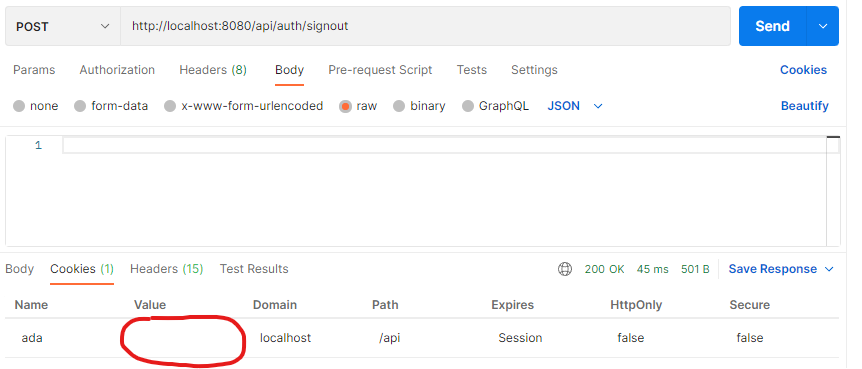 POST http://localhost:8080/api/auth/signout Send
Params Authorization Headers (8) Body Pre-request Script Tests Settings Cookies
none form-data x-www-form-urlencoded raw binary GraphQL JSON Beautify
1
Body Cookies (1) Headers (15) Test Results 200 OK 45 ms 501 B Save Response
Name Value Domain Path Expires HttpOnly Secure
ada localhost /api Session false false